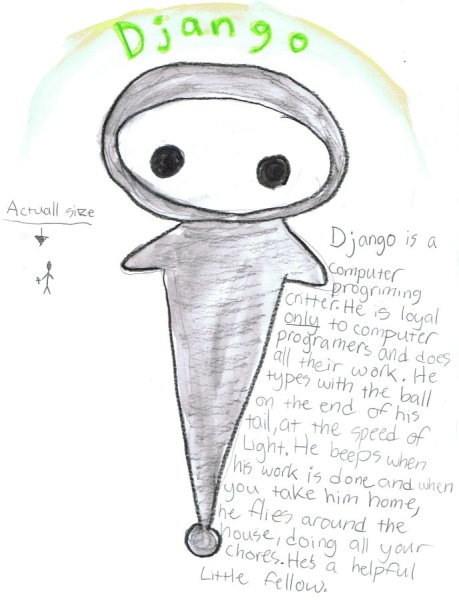 Django
Actuall size
Django is a
computer
progriming
critter. He is loyal
only to computer
programers and does
all their work. He
types with the ball
on the end of his
tail, at the speed of
Light. He beeps when
his work is done and when
you take him home,
he flies around the
house, doing all your
chores. He's a helpful
Little fellow.